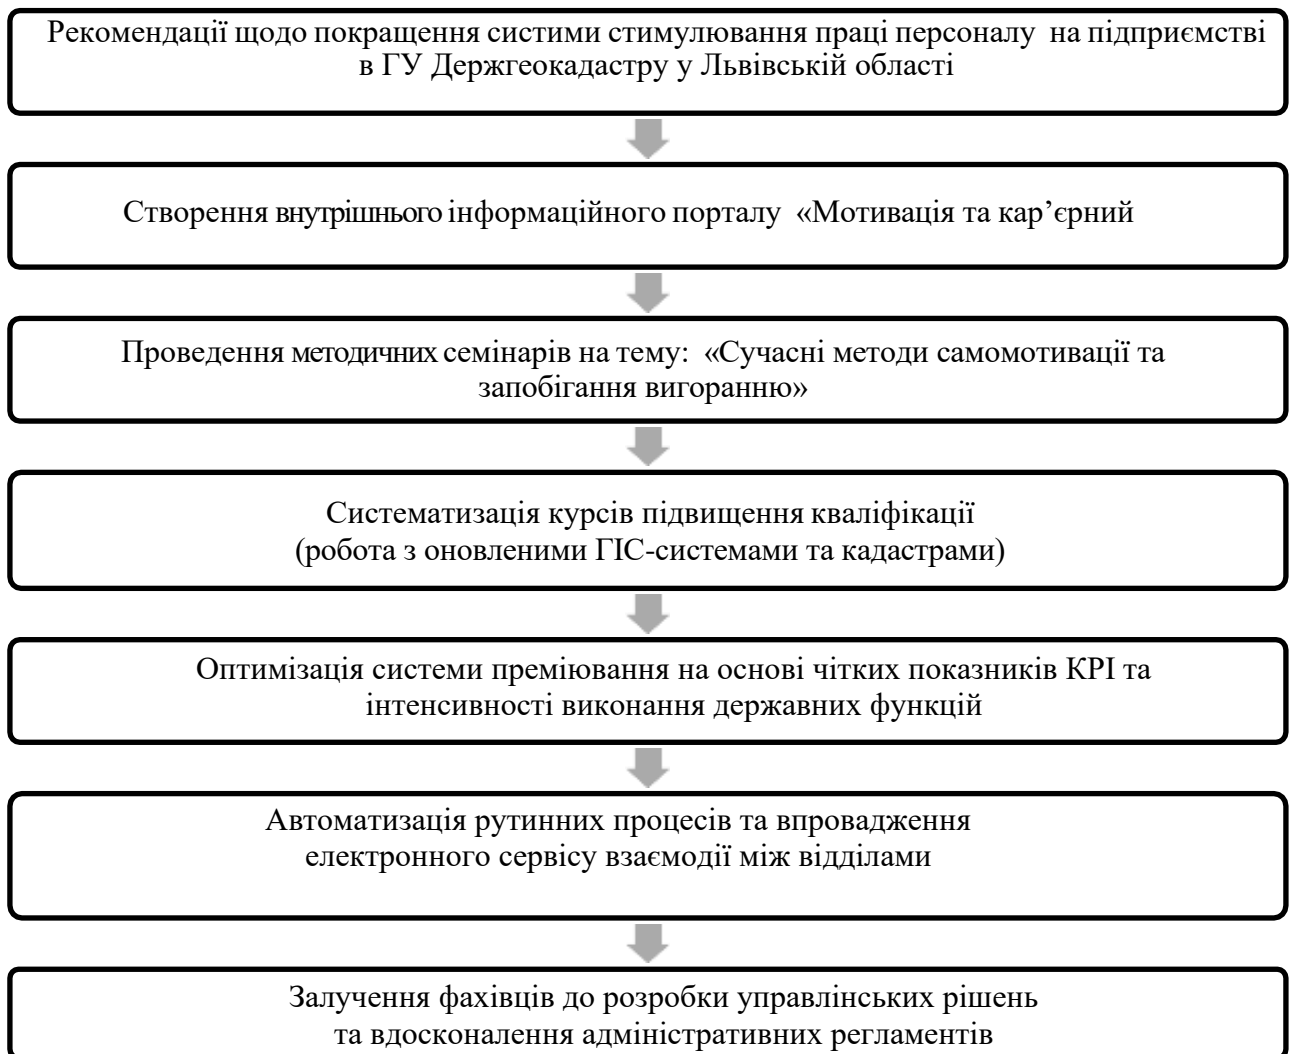 Рекомендації щодо покращення систими стимулювання праці персоналу на підприємстві
в ГУ Держгеокадастру у Львівській області
Створення внутрішнього інформаційного порталу «Мотивація та кар’єрний
Проведення методичних семінарів на тему: «Сучасні методи самомотивації та
запобігання вигоранню»
Систематизація курсів підвищення кваліфікації
(робота з оновленими ГІС-системами та кадастрами)
Оптимізація системи преміювання на основі чітких показників KPI та
інтенсивності виконання державних функцій
Автоматизація рутинних процесів та впровадження
електронного сервісу взаємодії між відділами
Залучення фахівців до розробки управлінських рішень
та вдосконалення адміністративних регламентів